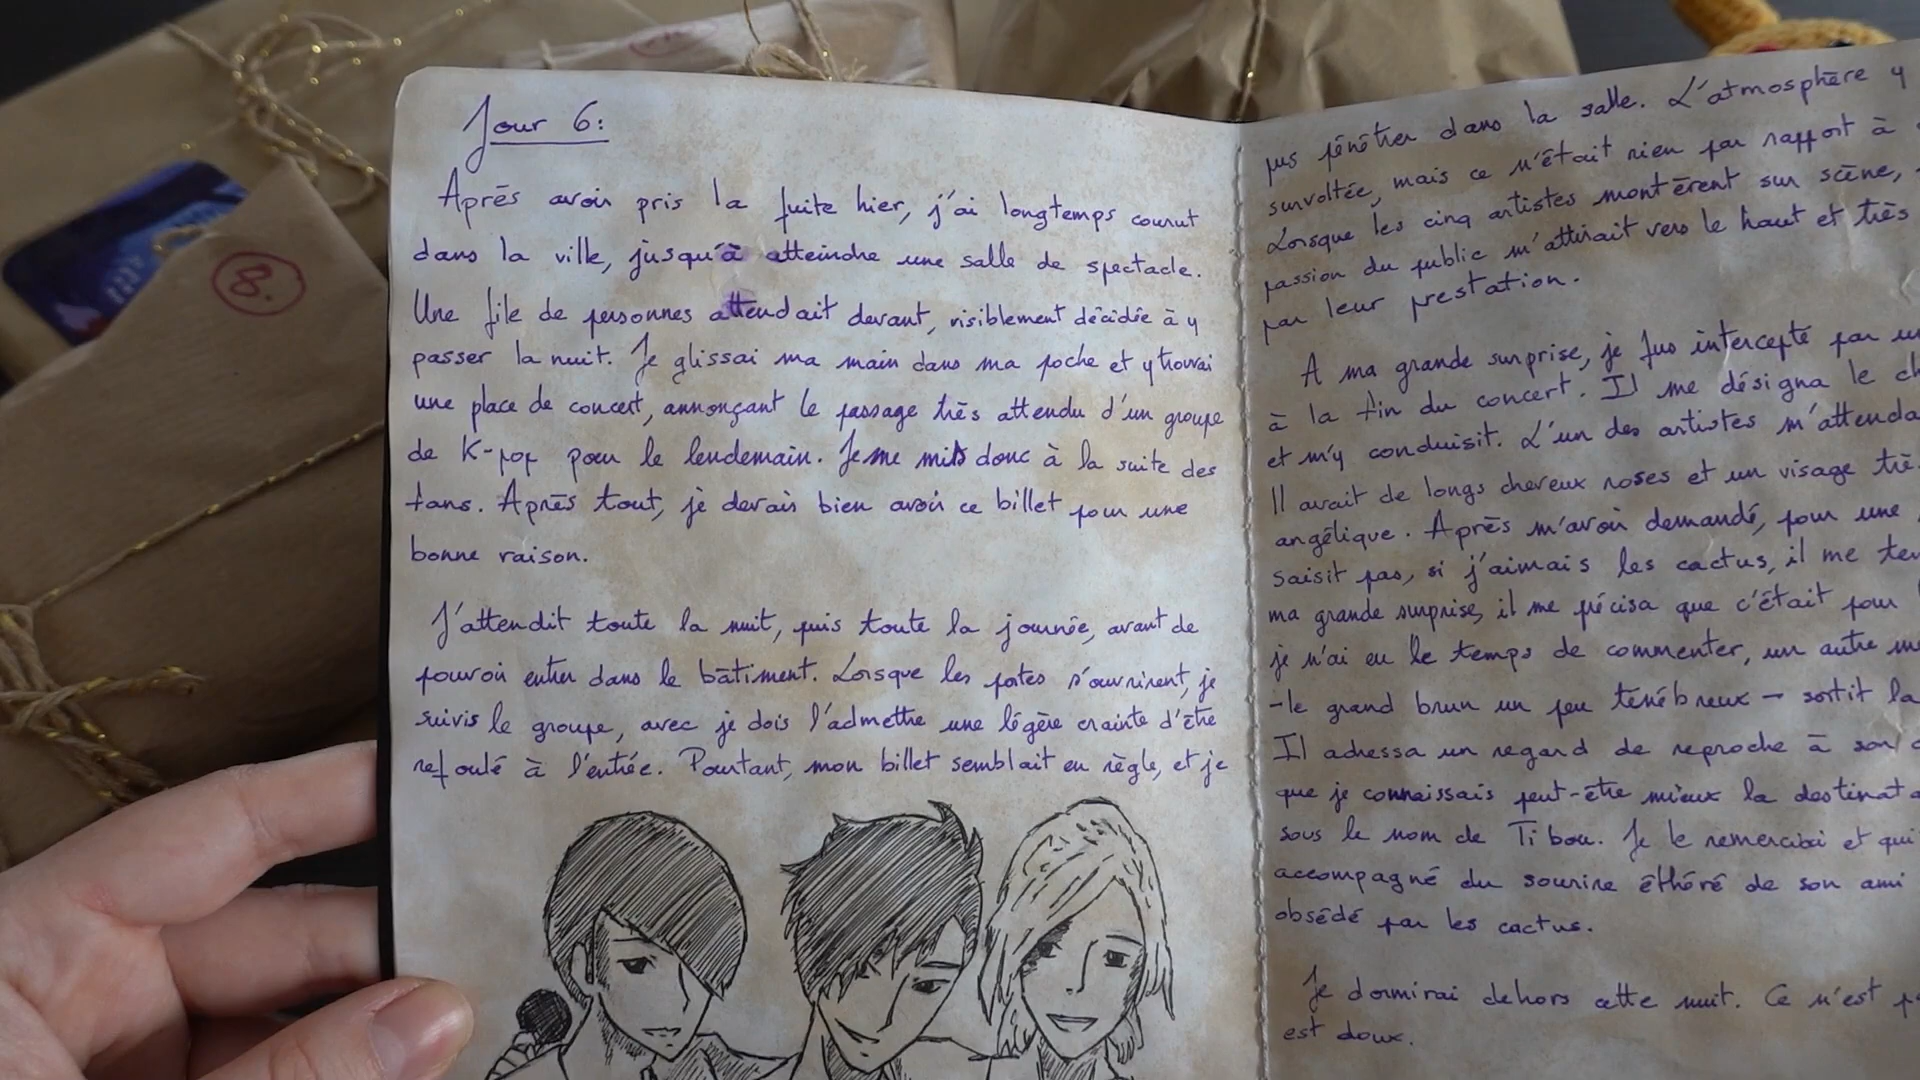 Jour 6:
Après avoir pris la fuite hier, j'ai longtemps couru
dans la ville, jusqu'à atteindre une salle de spectacle.
Une file de personnes attendait devant, visiblement décidée à y
passer la nuit. Je glissai ma main dans ma poche et y trouvai
une place de concert, annonçant le passage très attendu d'un groupe
de K-pop pour le lendemain. Je me mis donc à la suite des
fans. Après tout, je devais bien avoir ce billet pour une
bonne raison.
J'attendit toute la nuit, puis toute la journée, avant de
pouvoir entrer dans le bâtiment. Lorsque les portes s'ouvrirent, je
suivis le groupe, avec je dois l'admettre une légère crainte d'être
refoulé à l'entrée. Pourtant, mon billet semblait en règle, et je
pus pénétrer dans la salle. L'atmosphère y
survoltée, mais ce n'était rien par rapport à
Lorsque les cinq artistes montèrent sur scène,
passion du public m'attirait vers le haut et très
par leur prestation.
A ma grande surprise, je fus intercepté par
à la fin du concert. Il me désigna le
et m'y conduisit. L'un des artistes
Il avait de longs cheveux roses et un visage
angélique. Après m'avoir demandé, pour une
saisit pas, si j'aimais les cactus, il me
ma grande surprise, il me précisa que c'était pour
je n'ai eu le temps de commenter, un autre
-le grand brun un peu ténébreux - sortit
Il adressa un regard de reproche à son
que je connaissais peut-être mieux la
sous le nom de Tibou. Je le remerciai et
accompagné du sourire éthéré de son ami
obsédé par les cactus.
Je dormirai dehors cette nuit. Ce n'est
est doux.
8.